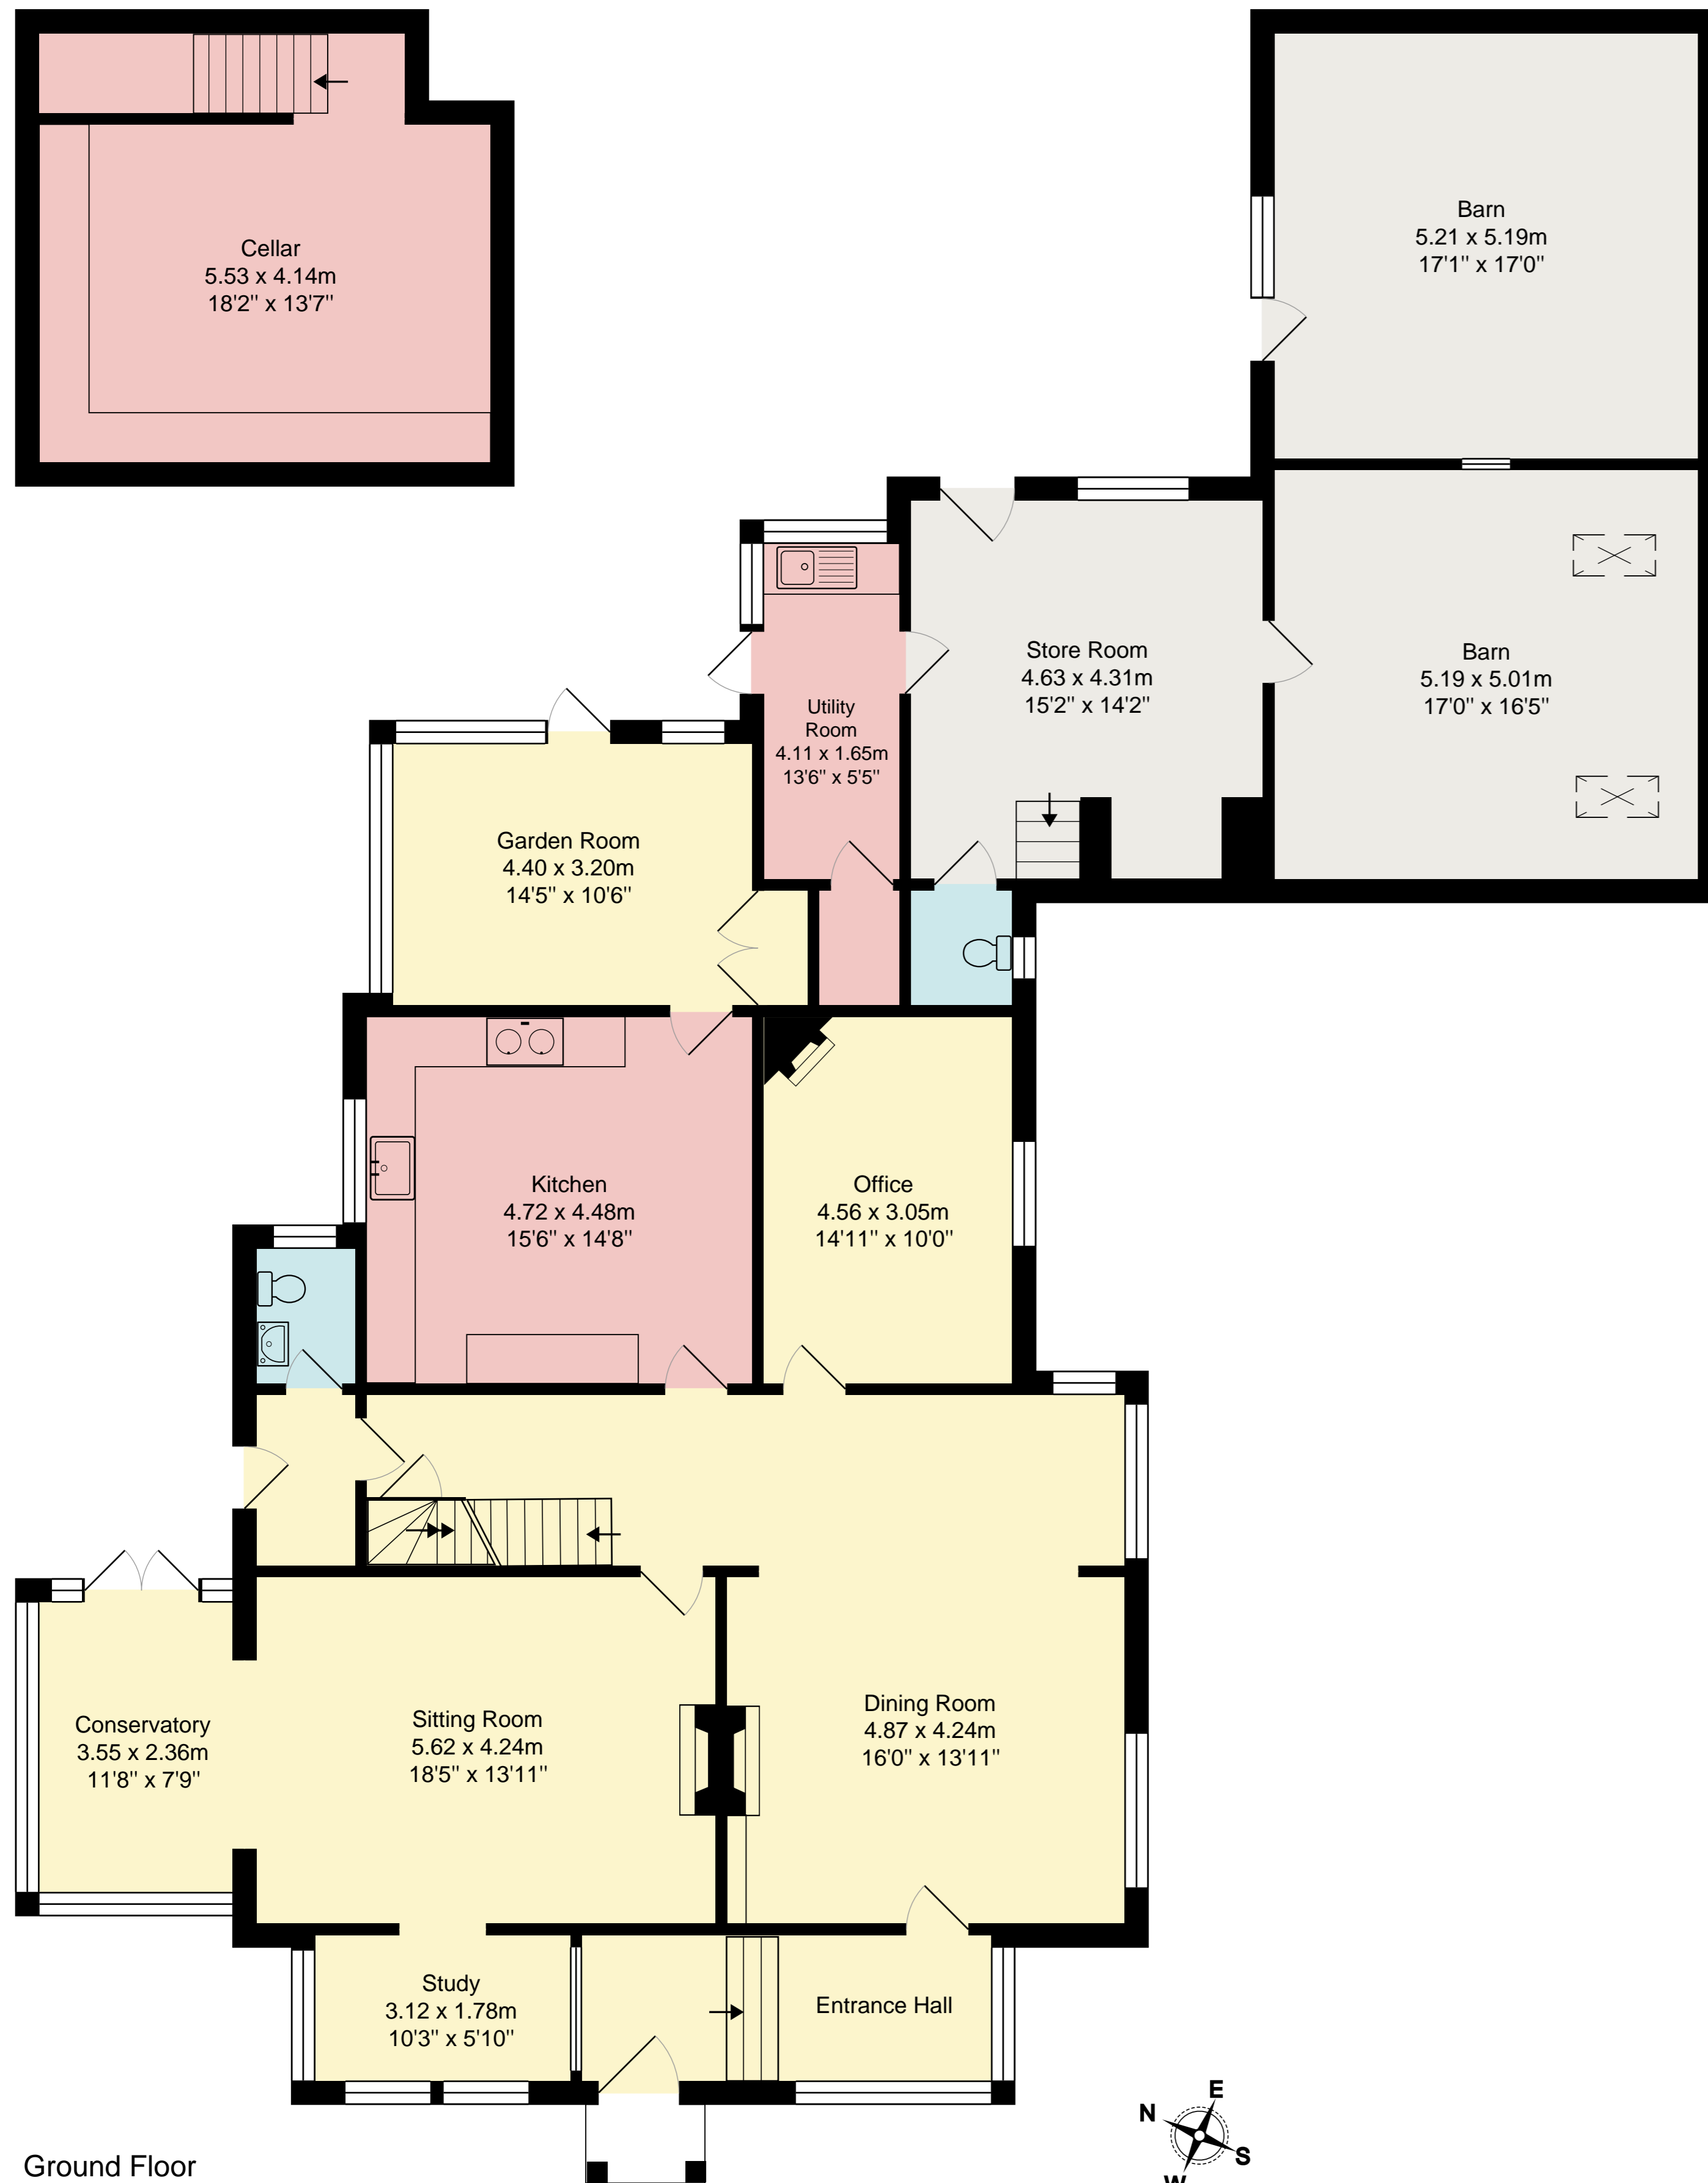 Cellar
5.53 x 4.14m
18'2" x 13'7"
Barn
5.21 x 5.19m
17'1" x 17'0"
Store Room
4.63 x 4.31m
15'2" x 14'2"
Barn
5.19 x 5.01m
17'0" x 16'5"
Utility
Room
4.11 x 1.65m
13'6" x 5'5"
Garden Room
4.40 x 3.20m
14'5" x 10'6"
Kitchen
4.72 x 4.48m
15'6" x 14'8"
Office
4.56 x 3.05m
14'11" x 10'0"
Conservatory
3.55 x 2.36m
11'8" x 7'9"
Sitting Room
5.62 x 4.24m
18'5" x 13'11"
Dining Room
4.87 x 4.24m
16'0" x 13'11"
Study
3.12 x 1.78m
10'3" x 5'10"
Entrance Hall
E
N
S
W
Ground Floor